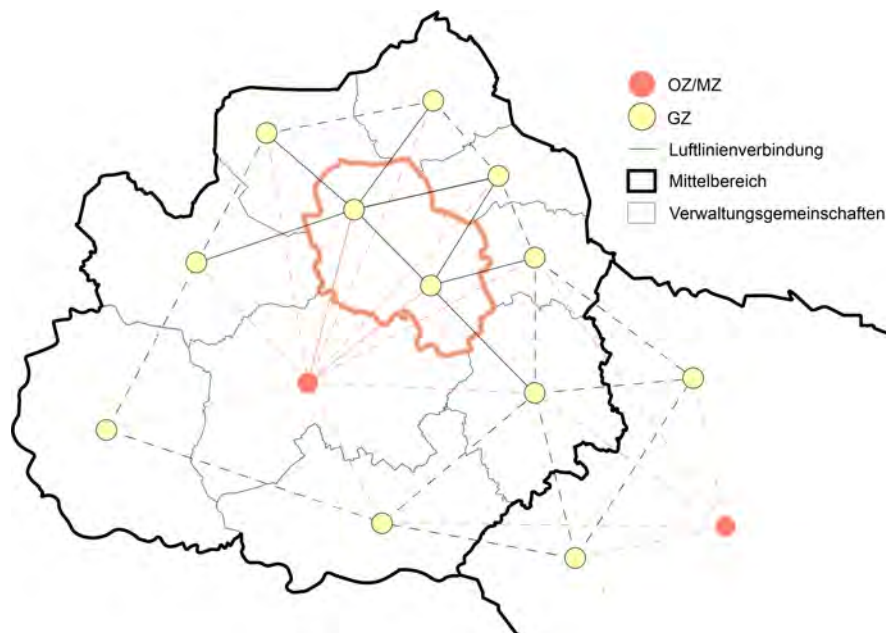 OZ/MZ
GZ
Luftlinienverbindung
Mittelbereich
Verwaltungsgemeinschaften